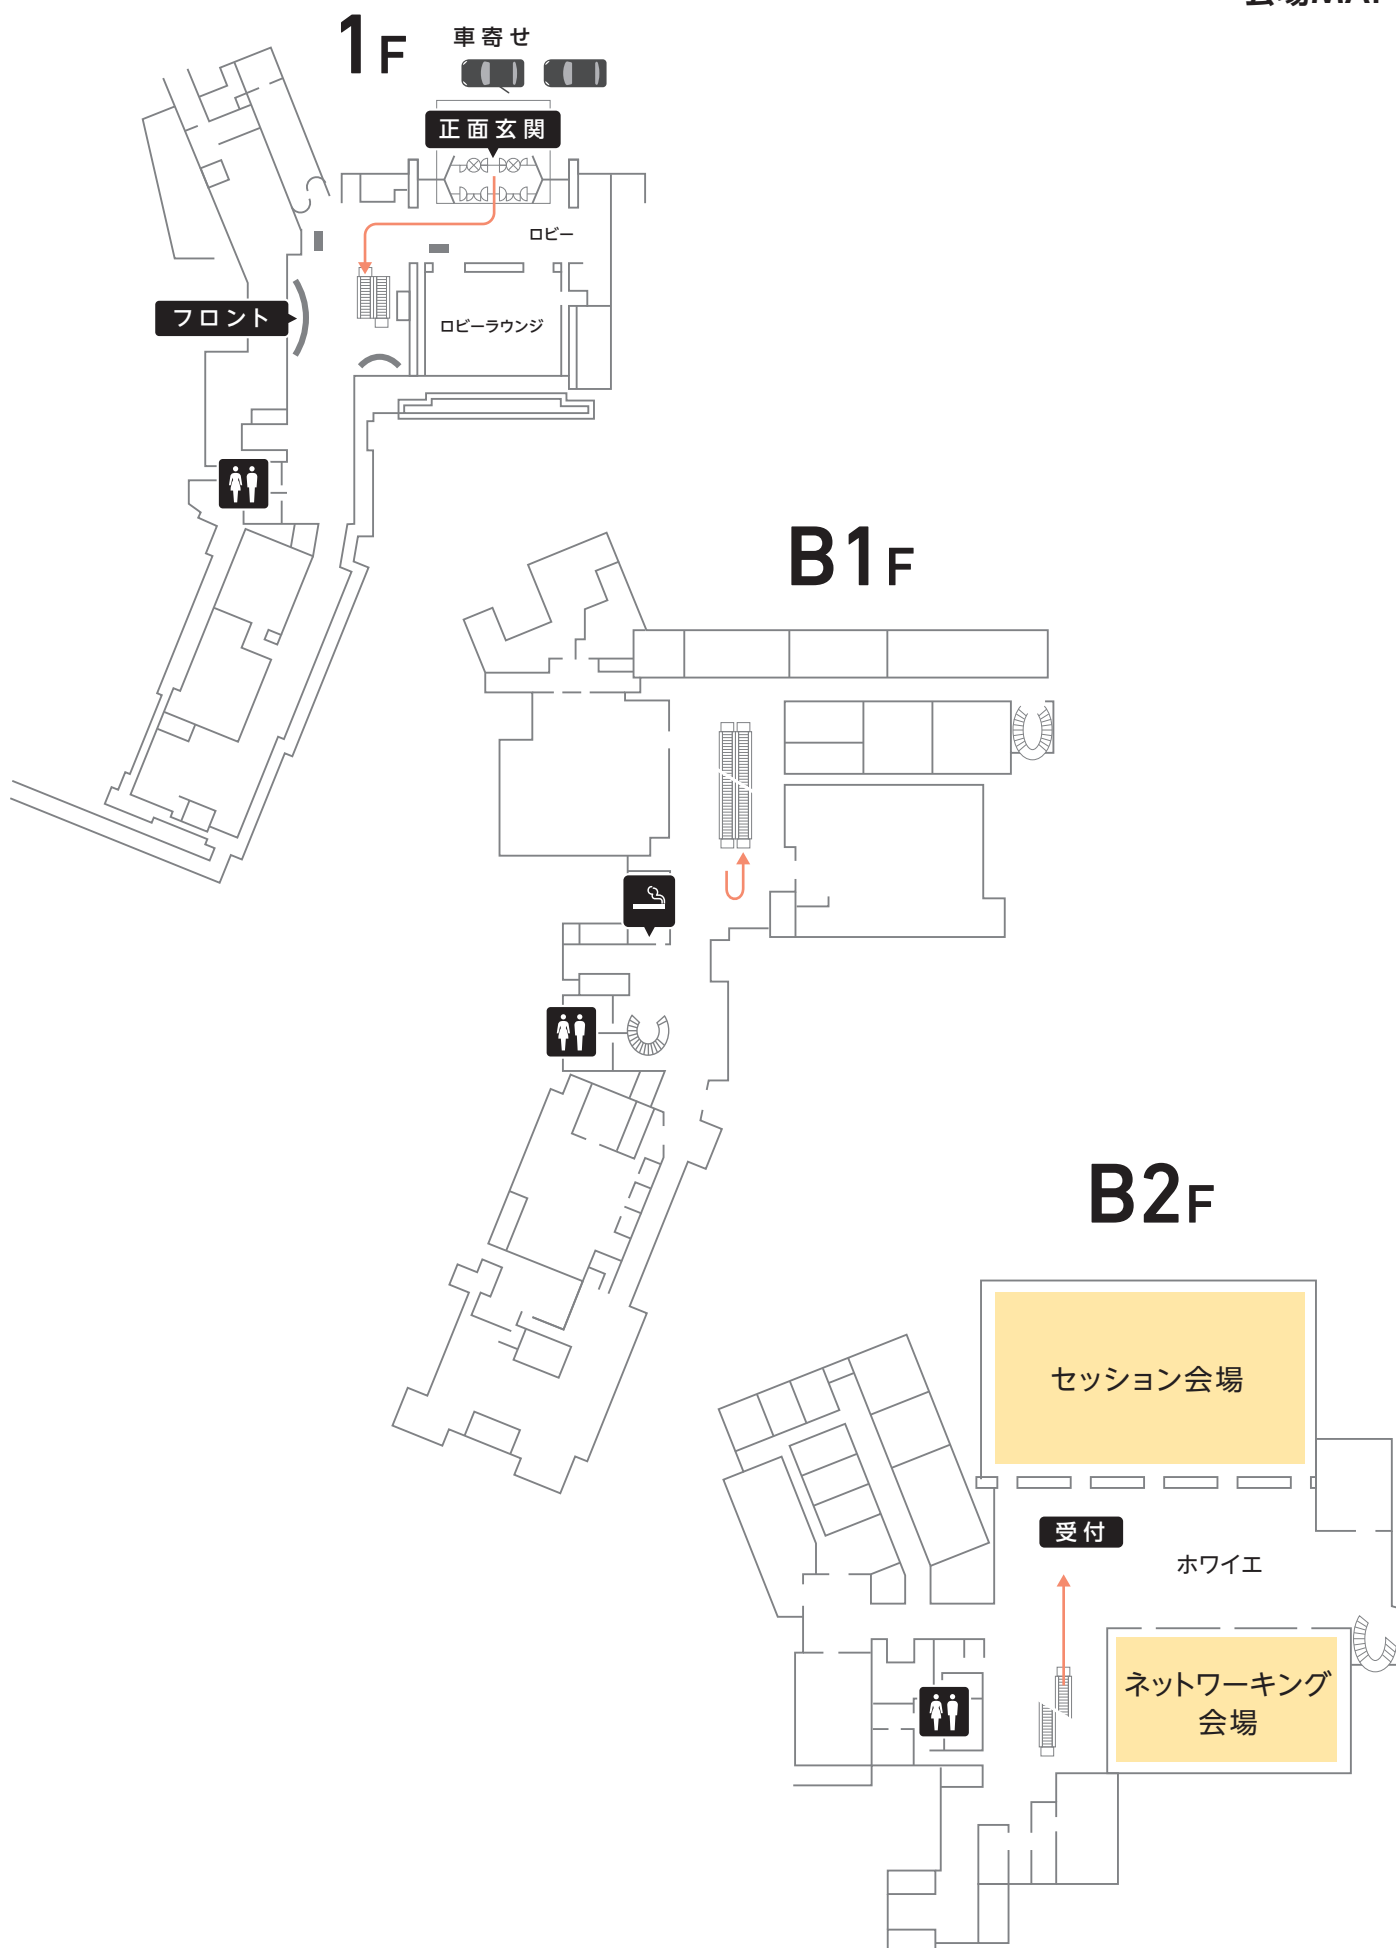 1F
車寄せ
正面玄関
ロビー
フロント
ロビーラウンジ
B1F
B2F
セッション会場
受付
ホワイエ
ネットワーキング
会場